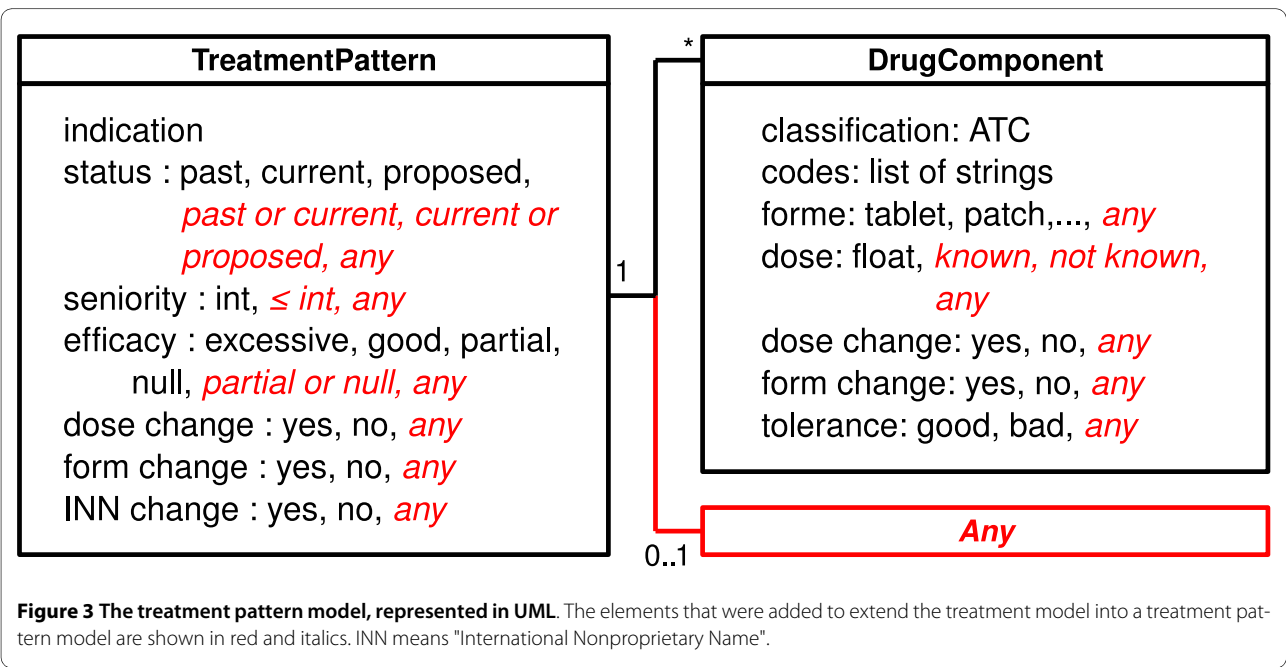 TreatmentPattern
indication
status : past, current, proposed,
past or current, current or
proposed, any
seniority : int, ≤ int, any
efficacy : excessive, good, partial,
null, partial or null, any
dose change : yes, no, any
form change : yes, no, any
INN change : yes, no, any
1
*
0..1
DrugComponent
classification: ATC
codes: list of strings
forme: tablet, patch,..., any
dose: float, known, not known,
any
dose change: yes, no, any
form change: yes, no, any
tolerance: good, bad, any
Any
Figure 3 The treatment pattern model, represented in UML. The elements that were added to extend the treatment model into a treatment pat-
tern model are shown in red and italics. INN means "International Nonproprietary Name".